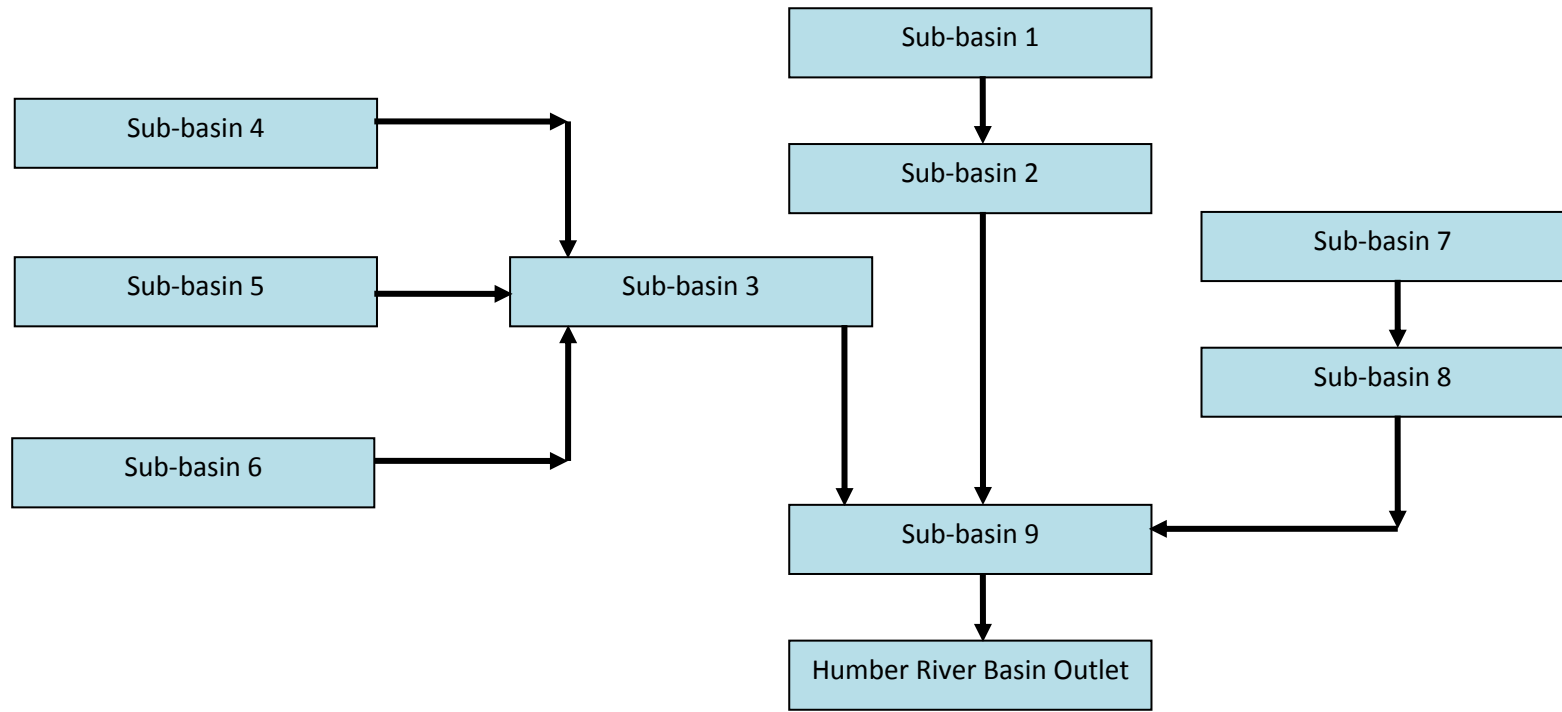 Sub-basin 1
Sub-basin 4
Sub-basin 2
Sub-basin 7
Sub-basin 5
Sub-basin 3
Sub-basin 8
Sub-basin 6
Sub-basin 9
Humber River Basin Outlet